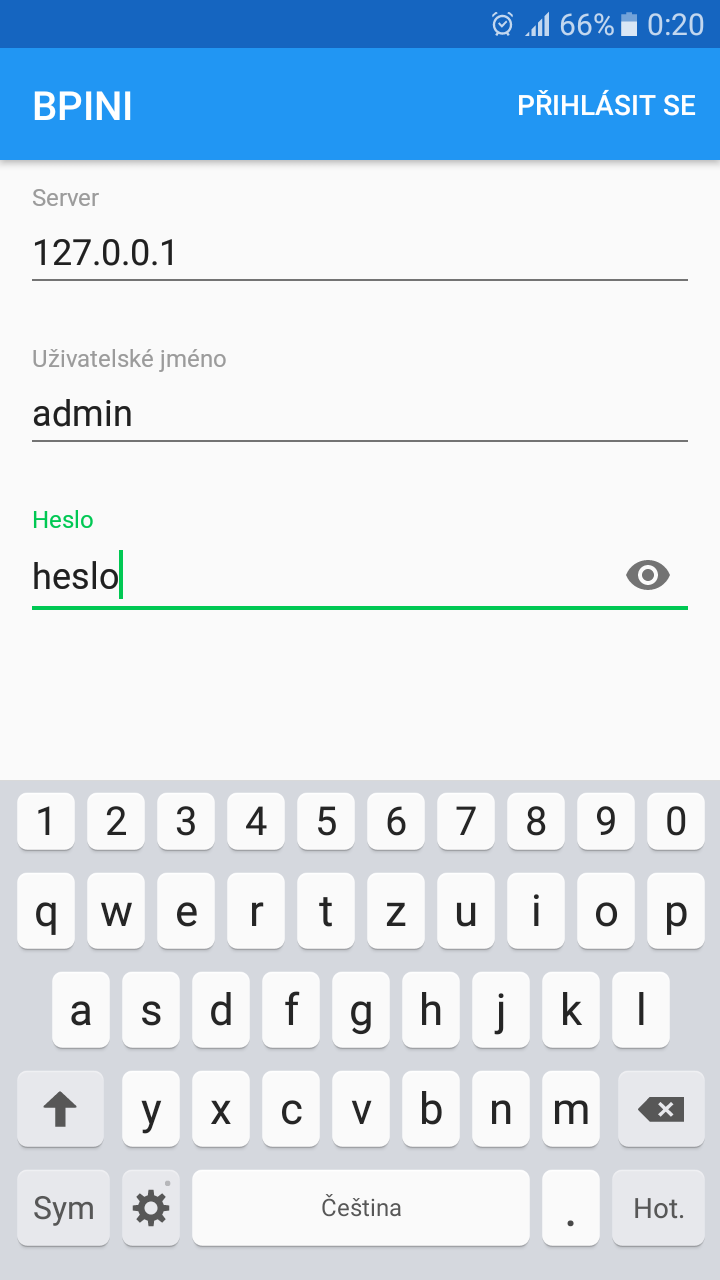 66% 0:20
BPINI PŘIHLÁSIT SE
Server
127.0.0.1
Uživatelské jméno
admin
Heslo
heslo
1 2 3 4 5 6 7 8 9 0
q w e r t z u i o p
a s d f g h j k l
y x c v b n m
Sym Čeština . Hot.